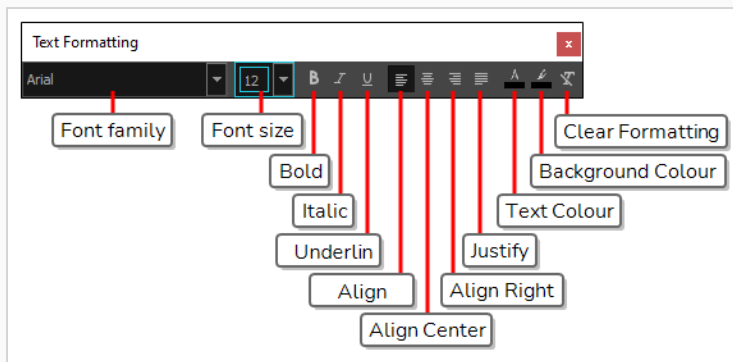 Text Formatting
x
Arial
12
B I U
A
Font family
Font size
Clear Formatting
Bold
Background Colour
Italic
Text Colour
Underlin
Justify
Align
Align Right
Align Center